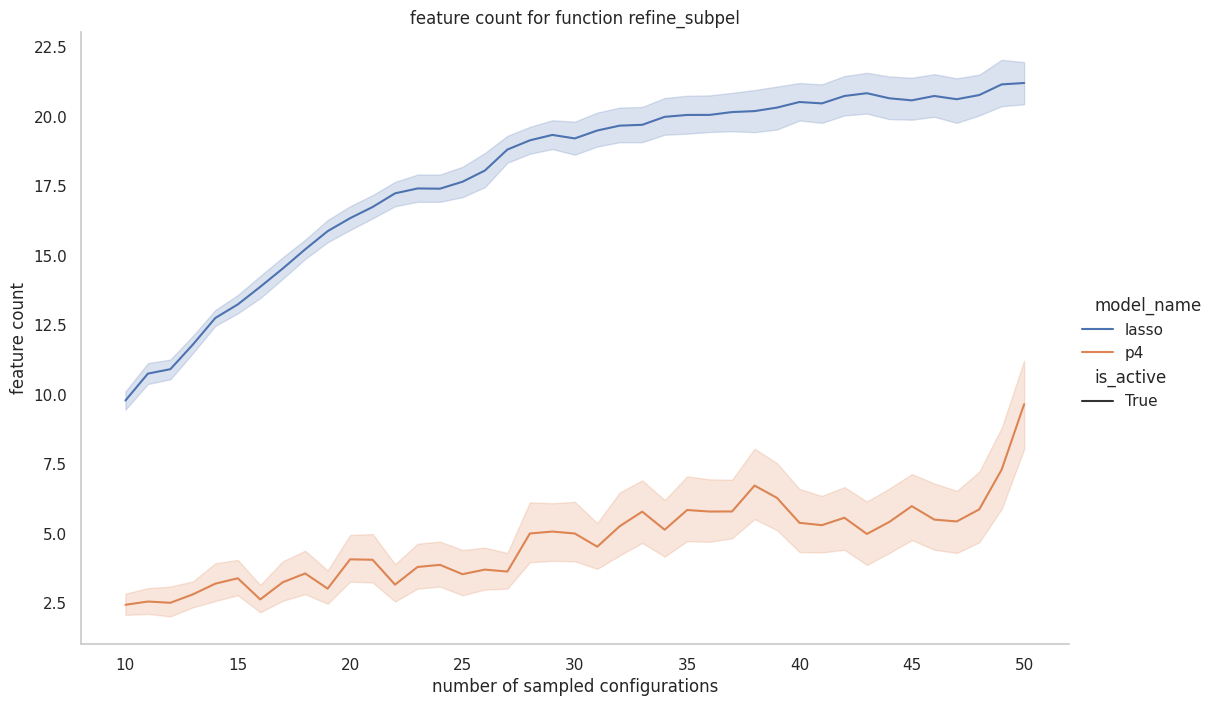 feature count for function refine_subpel
22.5
20.0
17.5
15.0
12.5
10.0
7.5
5.0
2.5
feature count
10 15 20 25 30 35 40 45 50
number of sampled configurations
model_name
lasso
p4
is_active
True